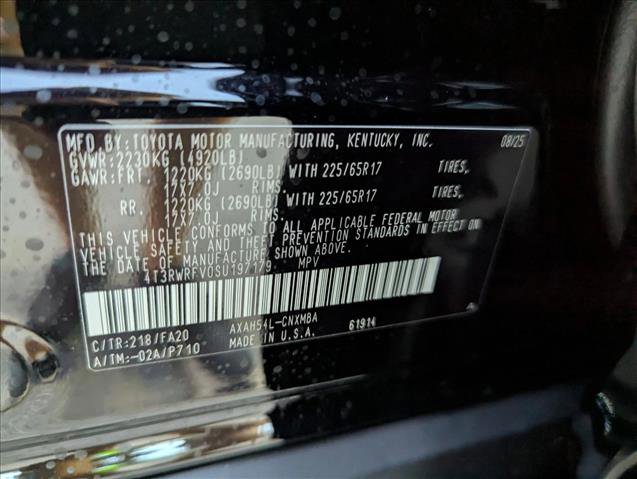 MFD.BY:TOYOTA MOTOR MANUFACTURING, KENTUCKY, INC. 08/25
GVWR:2230KG (4920LB)
GAWR:FRT. 1220KG (2690LB) WITH 225/65R17 TIRES,
17X7.0J RIMS.
RR. 1220KG (2690LB) WITH 225/65R17 TIRES,
17X7.0J RIMS.
THIS VEHICLE CONFORMS TO ALL APPLICABLE FEDERAL MOTOR
VEHICLE SAFETY AND THEFT PREVENTION STANDARDS IN EFFECT ON
THE DATE OF MANUFACTURE SHOWN ABOVE.
4T3RWRFV0SU197179 MPV
C/TR:218/FA20 AXAH54L-CNXMBA 61914
A/TM:-02A/P710 MADE IN U.S.A.